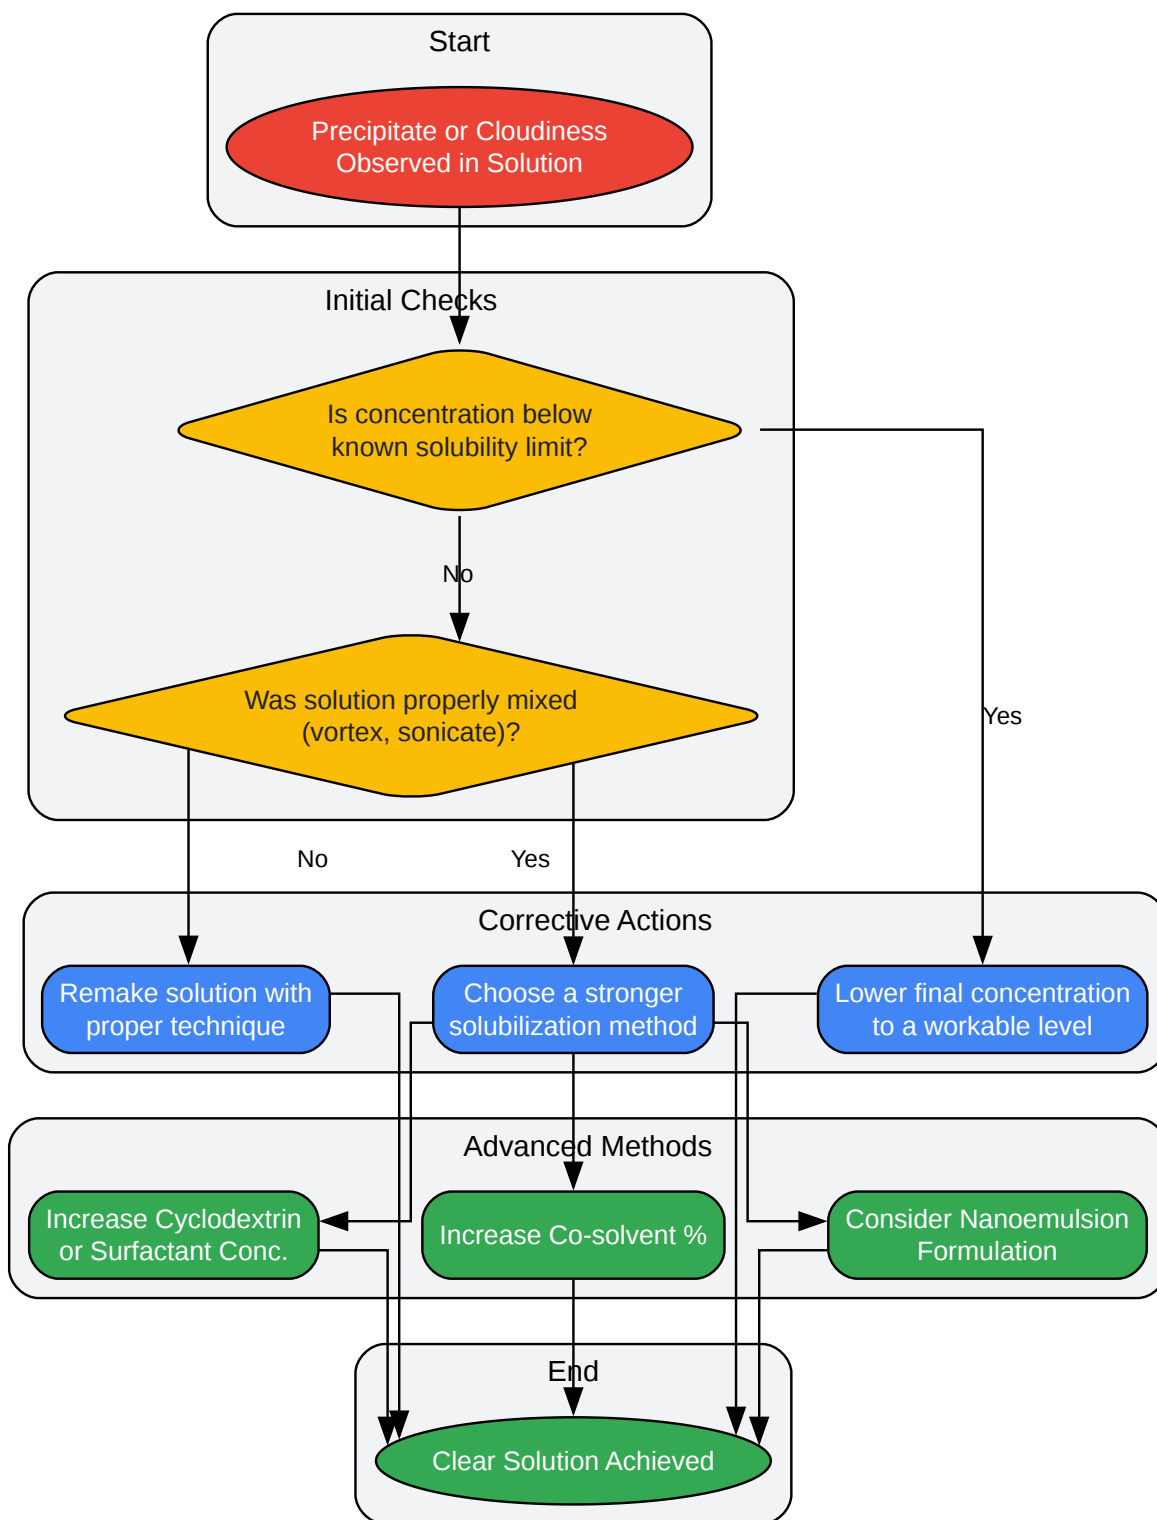 Start
Precipitate or Cloudiness
Observed in Solution
Initial Checks
Is concentration below
known solubility limit?
No
Was solution properly mixed
(vortex, sonicate)?
Yes
No
Yes
Corrective Actions
Remake solution with
proper technique
Choose a stronger
solubilization method
Lower final concentration
to a workable level
Advanced Methods
Increase Cyclodextrin
or Surfactant Conc.
Increase Co-solvent %
Consider Nanoemulsion
Formulation
End
Clear Solution Achieved